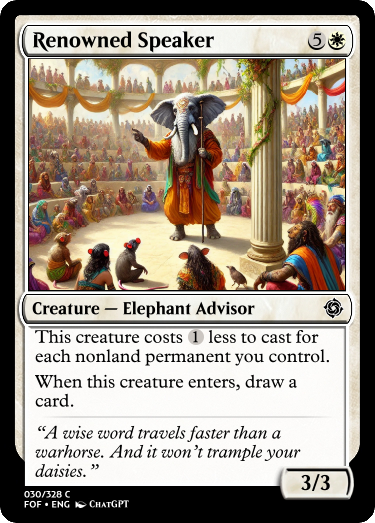 Renowned Speaker 5
Creature — Elephant Advisor
This creature costs 1 less to cast for
each nonland permanent you control.
When this creature enters, draw a
card.
“A wise word travels faster than a
warhorse. And it won’t trample your
daisies.”
3/3
030/328 C
FOF • ENG ChatGPT